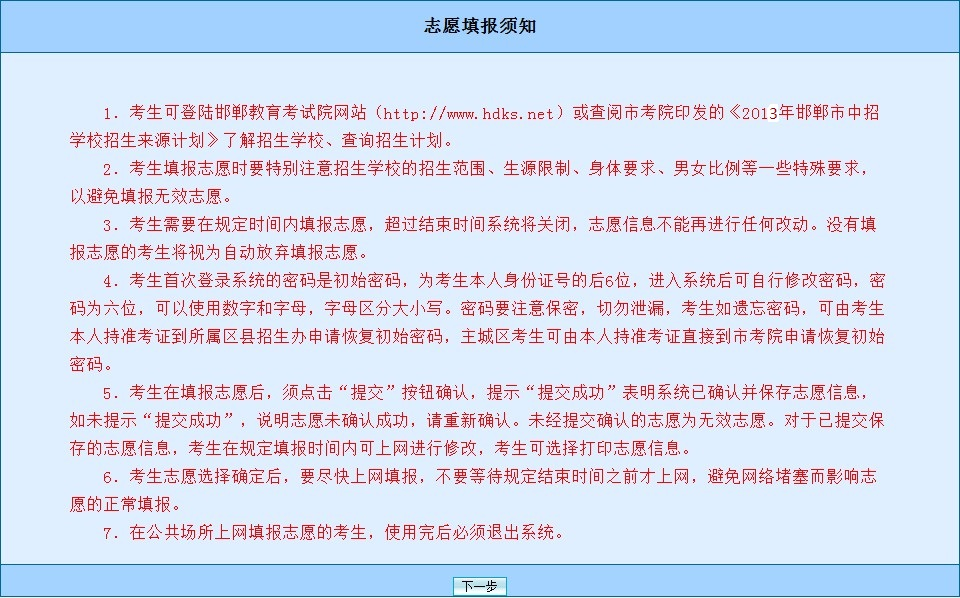 志愿填报须知
1．考生可登陆邯郸教育考试院网站（http://www.hdks.net）或查阅市考院印发的《2013年邯郸市中招
学校招生来源计划》了解招生学校、查询招生计划。
2．考生填报志愿时要特别注意招生学校的招生范围、生源限制、身体要求、男女比例等一些特殊要求，
以避免填报无效志愿。
3．考生需要在规定时间内填报志愿，超过结束时间系统将关闭，志愿信息不能再进行任何改动。没有填
报志愿的考生将视为自动放弃填报志愿。
4．考生首次登录系统的密码是初始密码，为考生本人身份证号的后6位，进入系统后可自行修改密码，密
码为六位，可以使用数字和字母，字母区分大小写。密码要注意保密，切勿泄漏，考生如遗忘密码，可由考生
本人持准考证到所属区县招生办申请恢复初始密码，主城区考生可由本人持准考证直接到市考院申请恢复初始
密码。
5．考生在填报志愿后，须点击“提交”按钮确认，提示“提交成功”表明系统已确认并保存志愿信息，
如未提示“提交成功”，说明志愿未确认成功，请重新确认。未经提交确认的志愿为无效志愿。对于已提交保
存的志愿信息，考生在规定填报时间内可上网进行修改，考生可选择打印志愿信息。
6．考生志愿选择确定后，要尽快上网填报，不要等待规定结束时间之前才上网，避免网络堵塞而影响志
愿的正常填报。
7．在公共场所上网填报志愿的考生，使用完后必须退出系统。
下一步